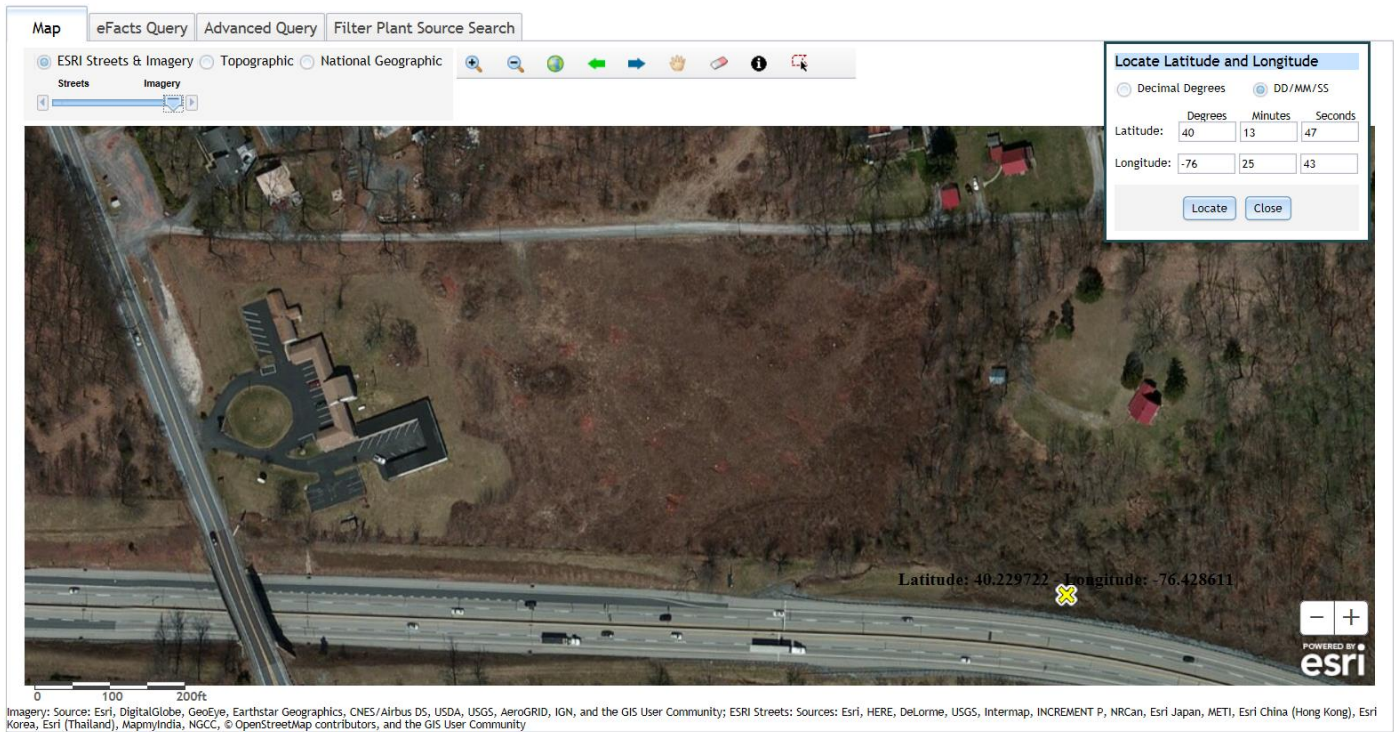 Map eFacts Query Advanced Query Filter Plant Source Search
ESRI Streets & Imagery Topographic National Geographic
Streets Imagery
Locate Latitude and Longitude
Decimal Degrees DD/MM/SS
Degrees Minutes Seconds
Latitude: 40 13 47
Longitude: -76 25 43
Locate Close
Latitude: 40.229722 - Longitude: -76.428611
POWERED BY
esri
0 100 200ft
Imagery: Source: Esri, DigitalGlobe, GeoEye, Earthstar Geographics, CNES/Airbus DS, USDA, USGS, AeroGRID, IGN, and the GIS User Community; ESRI Streets: Sources: Esri, HERE, DeLorme, USGS, Intermap, INCREMENT P, NRCan, Esri Japan, METI, Esri China (Hong Kong), Esri
Korea, Esri (Thailand), MapmyIndia, NGCC, © OpenStreetMap contributors, and the GIS User Community